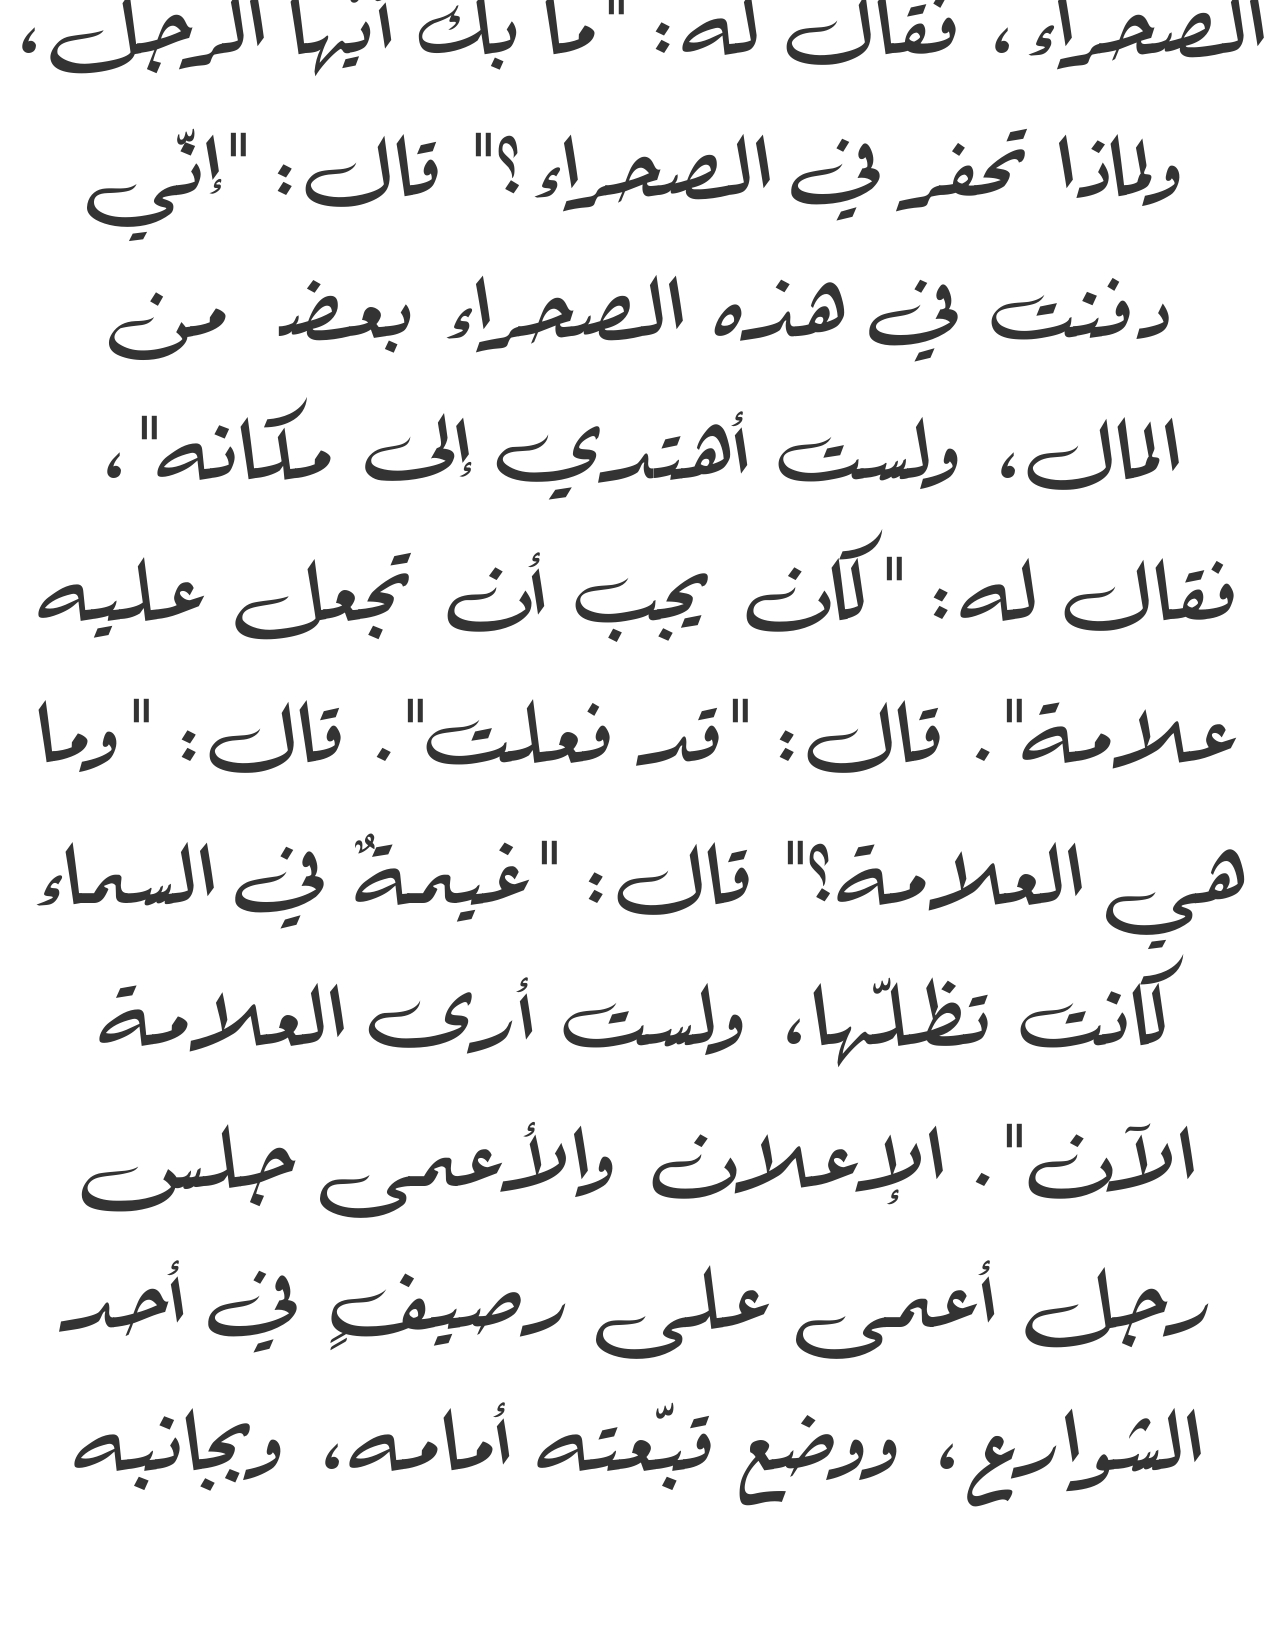 الصحراء، فقال له: "ما بك أيّها الرجل،
ولماذا تحفر في الصحراء؟" قال: "إنّي
دفنت في هذه الصحراء بعضد من
المال، ولست أهتدي إلى مكانه"،
فقال له: "كان يجب أن تجعل عليه
علامة". قال: "قد فعلت". قال: "وما
هي العلامة؟" قال: "غيمةٌ في السماء
كانت تظلّها، ولست أرى العلامة
الآن". الإعلان والأعمى جلس
رجل أعمى على رصيفٍ في أحد
الشوارع، ووضع قبّعته أمامه، وبجانبه